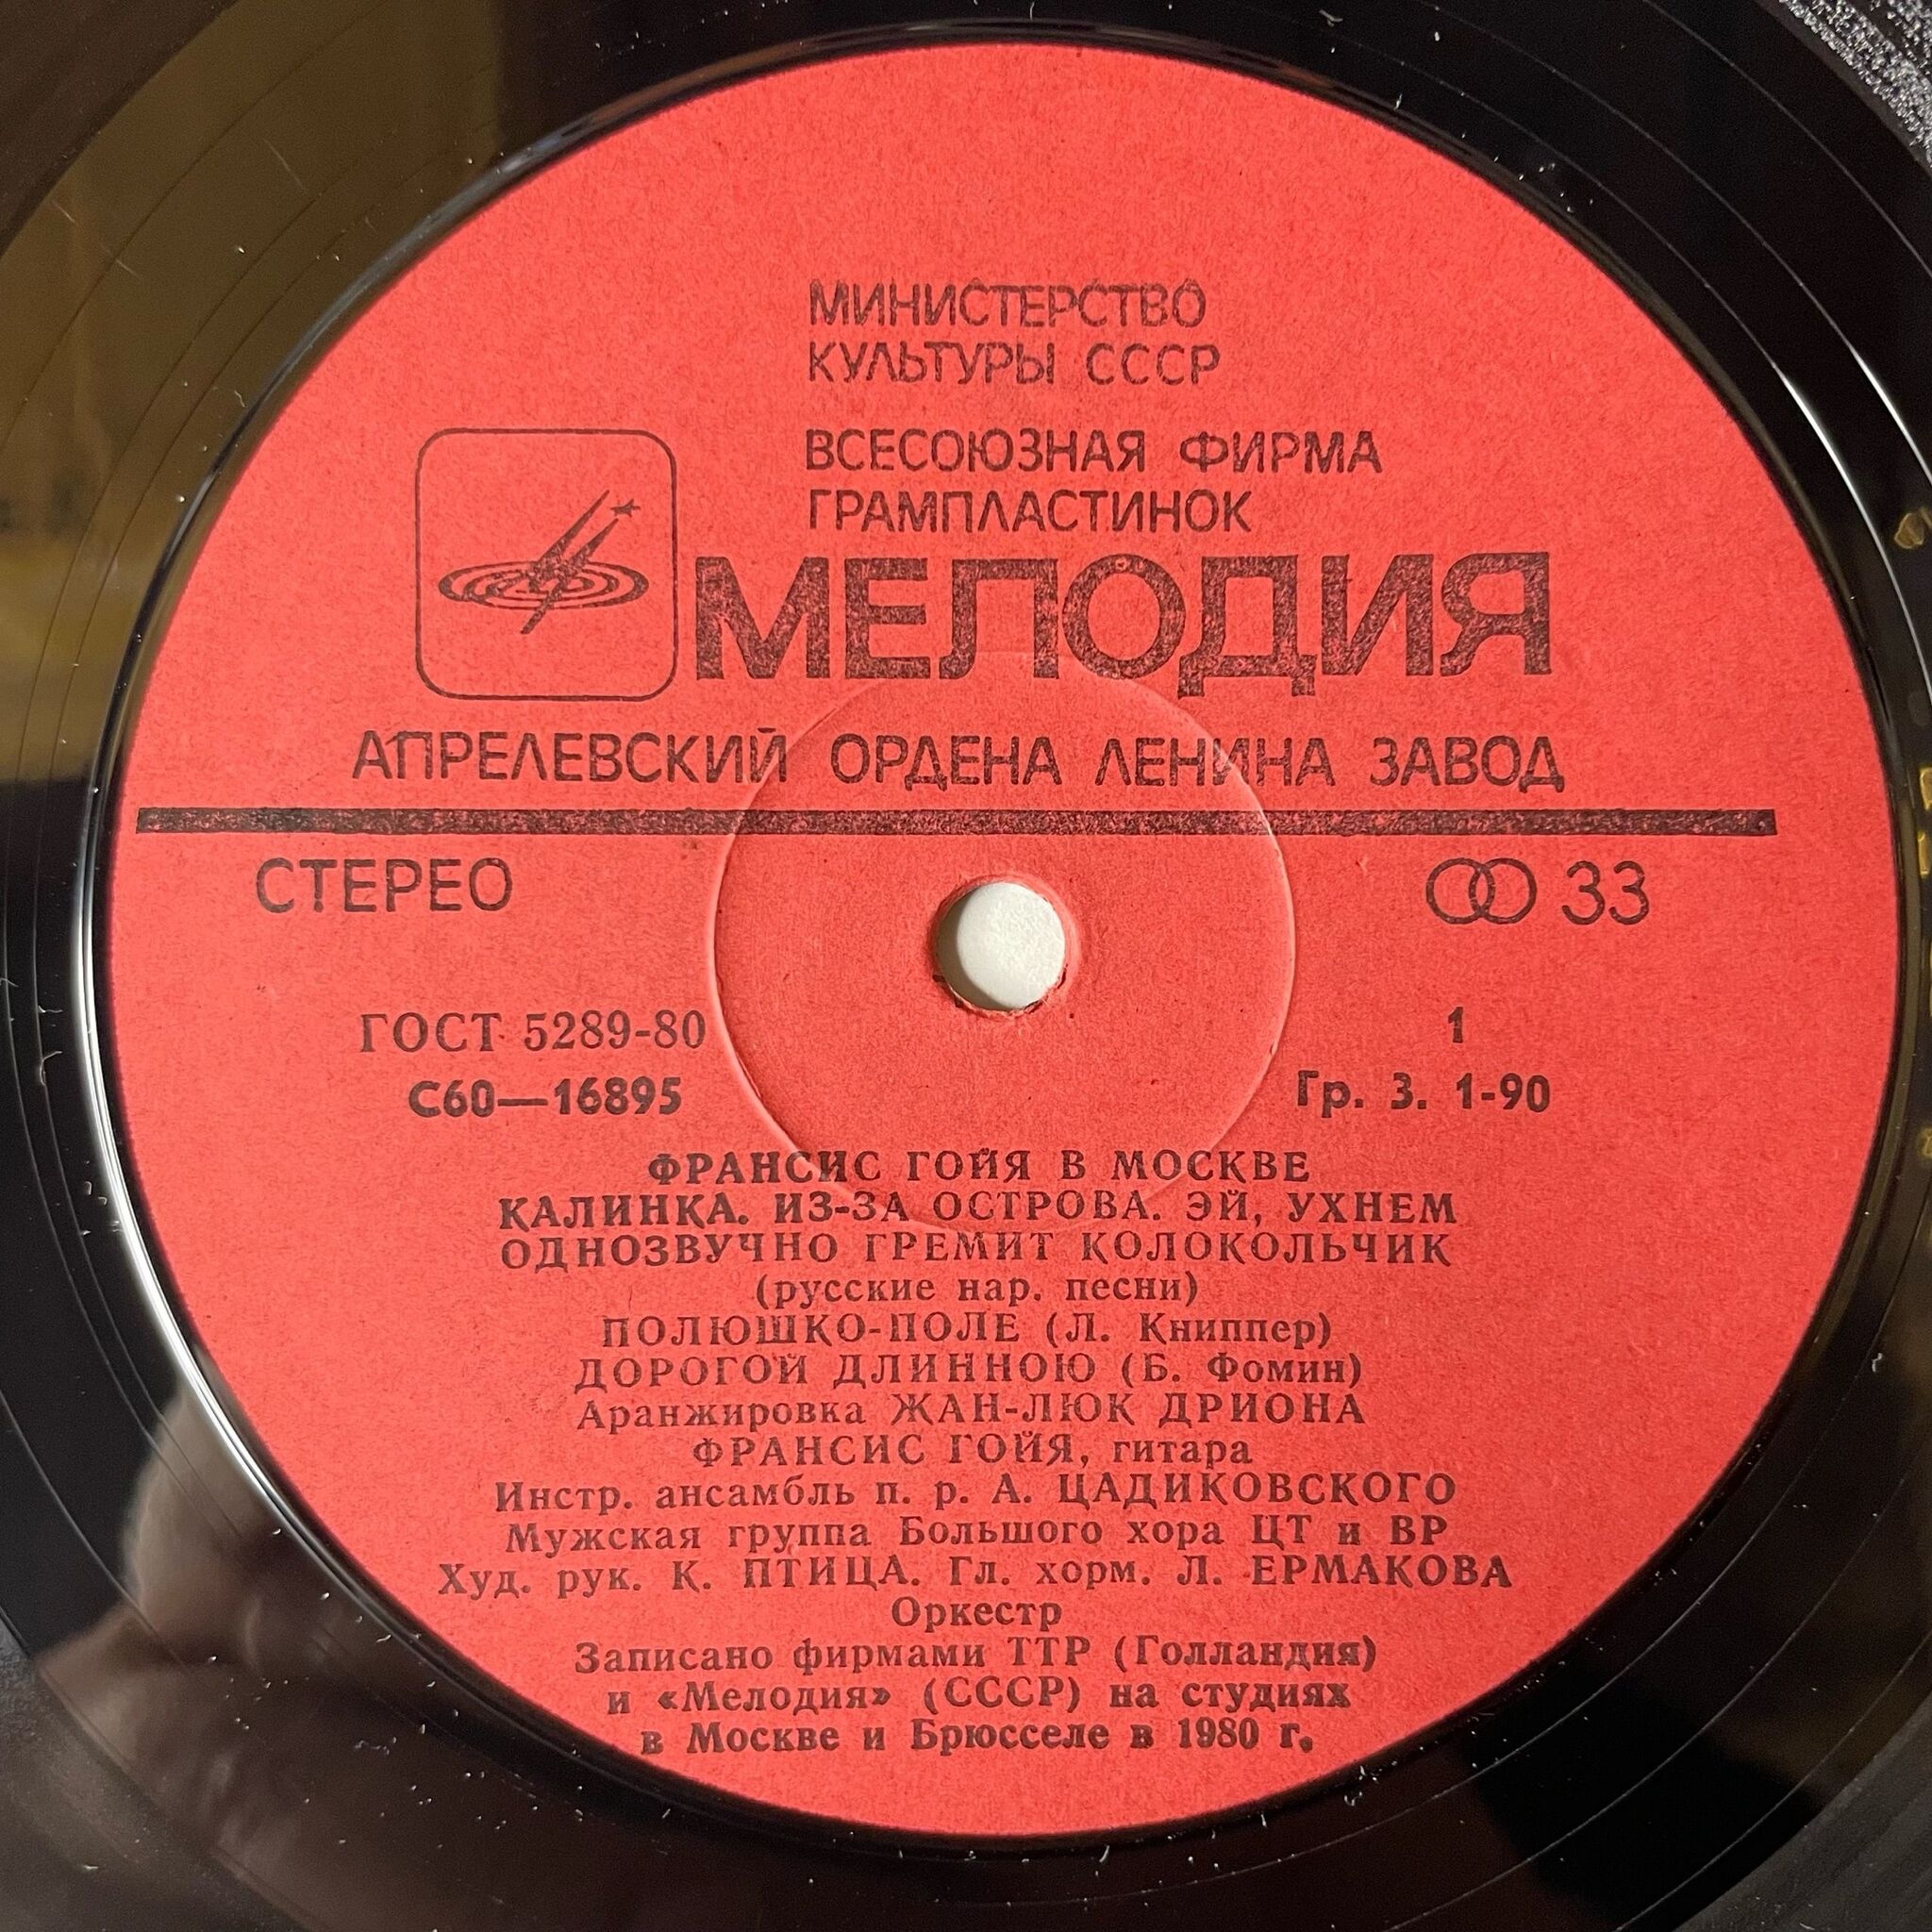 МИНИСТЕРСТВО
КУЛЬТУРЫ СССР
ВСЕСОЮЗНАЯ ФИРМА
ГРАМПЛАСТИНОК
МЕЛОДИЯ
АПРЕЛЕВСКИЙ ОРДЕНА ЛЕНИНА ЗАВОД
СТЕРЕО 33
ГОСТ 5289-80 1
С60—16895 Гр. 3. 1-90
ФРАНСИС ГОЙЯ В МОСКВЕ
КАЛИНКА. ИЗ-ЗА ОСТРОВА. ЭЙ, УХНЕМ
ОДНОЗВУЧНО ГРЕМИТ КОЛОКОЛЬЧИК
(русские нар. песни)
ПОЛЮШКО-ПОЛЕ (Л. Книппер)
ДОРОГОЙ ДЛИННОЮ (Б. Фомин)
Аранжировка ЖАН-ЛЮК ДРИОНА
ФРАНСИС ГОЙЯ, гитара
Инстр. ансамбль п. р. А. ЦАДИКОВСКОГО
Мужская группа Большого хора ЦТ и ВР
Худ. рук. К. ПТИЦА. Гл. хорм. Л. ЕРМАКОВА
Оркестр
Записано фирмами ТТР (Голландия)
и «Мелодия» (СССР) на студиях
в Москве и Брюсселе в 1980 г.